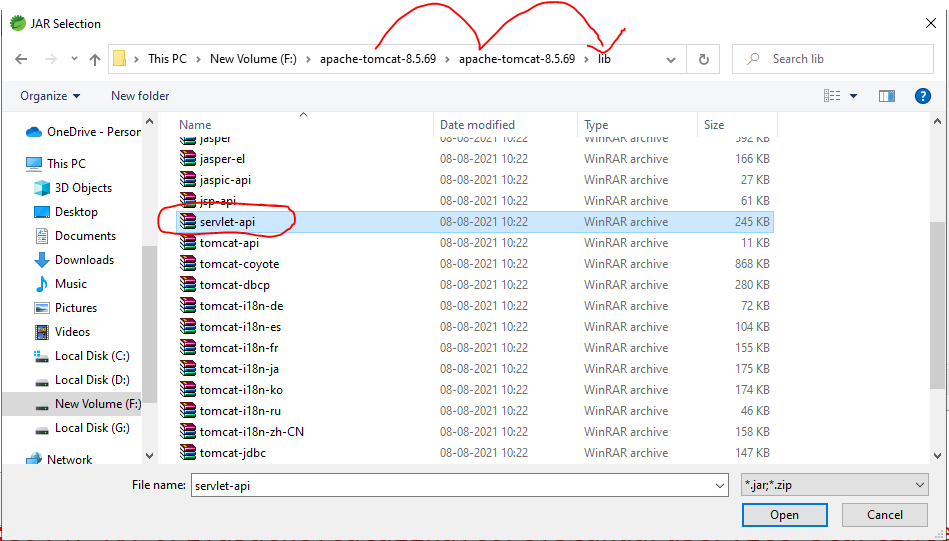 JAR Selection
This PC > New Volume (F:) > apache-tomcat-8.5.69 > apache-tomcat-8.5.69 > lib
Search lib
Organize
New folder
OneDrive - Person
This PC
3D Objects
Desktop
Documents
Downloads
Music
Pictures
Videos
Local Disk (C:)
Local Disk (D:)
New Volume (F:)
Local Disk (G:)
Network
Name Date modified Type Size
jasper 08-08-2021 10:22 WinRAR archive 592 KB
jasper-el 08-08-2021 10:22 WinRAR archive 166 KB
jaspic-api 08-08-2021 10:22 WinRAR archive 27 KB
jsp-api 08-08-2021 10:22 WinRAR archive 61 KB
servlet-api 08-08-2021 10:22 WinRAR archive 245 KB
tomcat-api 08-08-2021 10:22 WinRAR archive 11 KB
tomcat-coyote 08-08-2021 10:22 WinRAR archive 868 KB
tomcat-dbcp 08-08-2021 10:22 WinRAR archive 280 KB
tomcat-i18n-de 08-08-2021 10:22 WinRAR archive 72 KB
tomcat-i18n-es 08-08-2021 10:22 WinRAR archive 104 KB
tomcat-i18n-fr 08-08-2021 10:22 WinRAR archive 155 KB
tomcat-i18n-ja 08-08-2021 10:22 WinRAR archive 175 KB
tomcat-i18n-ko 08-08-2021 10:22 WinRAR archive 174 KB
tomcat-i18n-ru 08-08-2021 10:22 WinRAR archive 46 KB
tomcat-i18n-zh-CN 08-08-2021 10:22 WinRAR archive 158 KB
tomcat-jdbc 08-08-2021 10:22 WinRAR archive 147 KB
File name: servlet-api
*.jar;*.zip
Open
Cancel